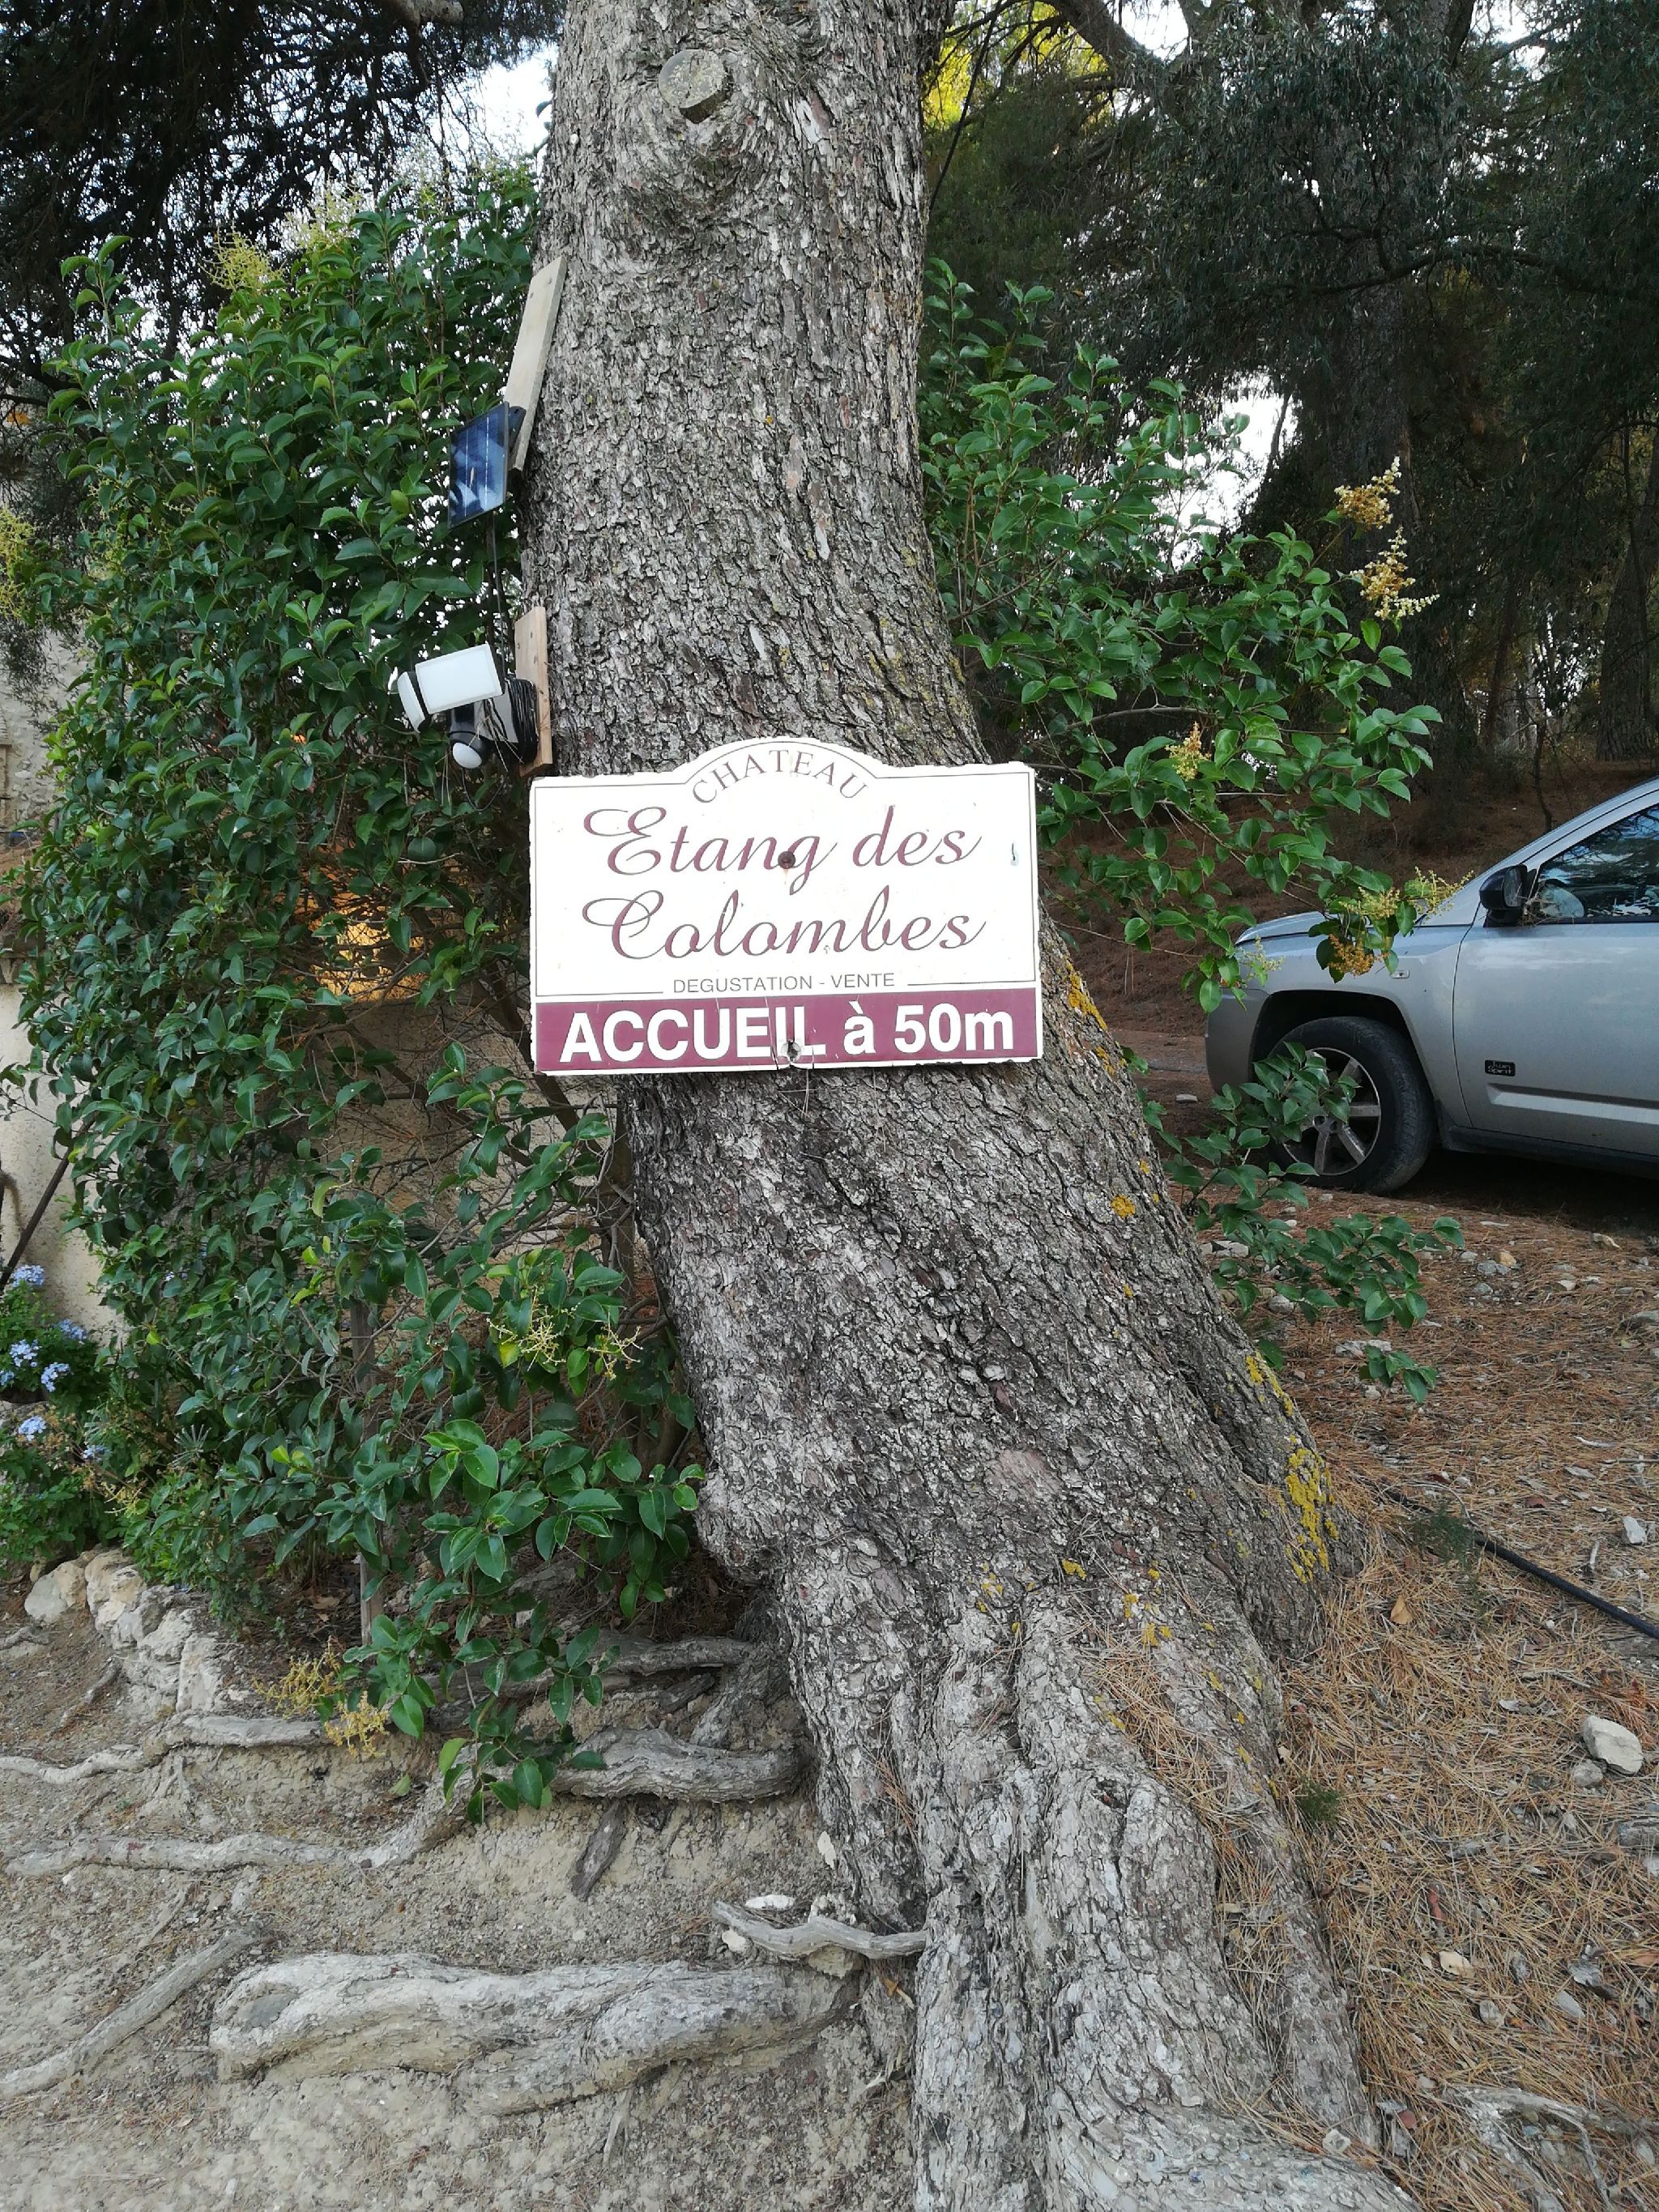 CHATEAU
Etang des
Colombes
DEGUSTATION - VENTE
ACCUEIL à 50m